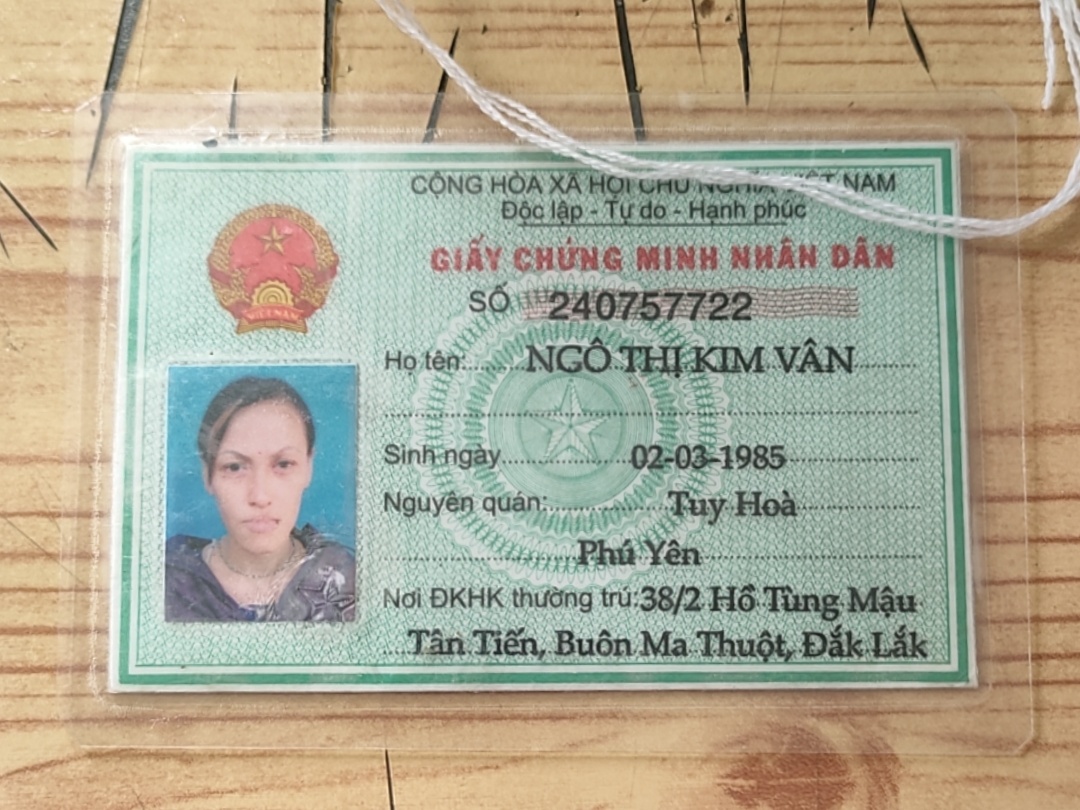 CỘNG HÒA XÃ HỘI CHỦ NGHĨA VIỆT NAM
Độc lập - Tự do - Hạnh phúc
GIẤY CHỨNG MINH NHÂN DÂN
SỐ 240757722
VIỆT NAM
Họ tên: NGÔ THỊ KIM VÂN
Sinh ngày 02-03-1985
Nguyên quán: Tuy Hoà
Phú Yên
Nơi ĐKHK thường trú: 38/2 Hồ Tùng Mậu
Tân Tiến, Buôn Ma Thuột, Đắk Lắk